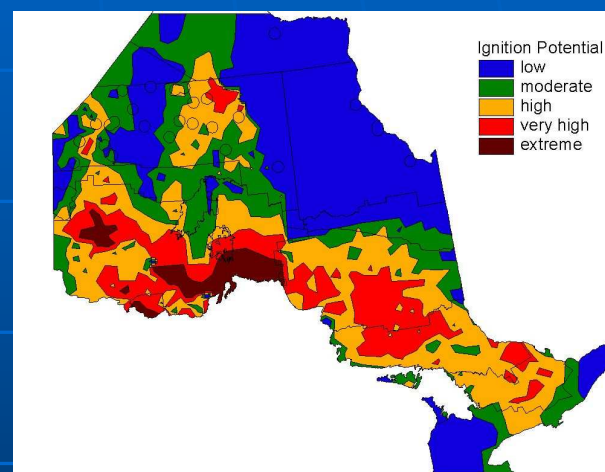 Ignition Potential
low
moderate
high
very high
extreme